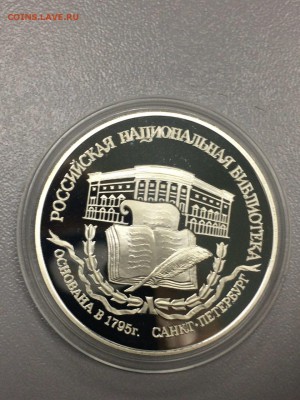 COINS.LAVE.RU
РОССИЙСКАЯ НАЦИОНАЛЬНАЯ БИБЛИОТЕКА
ОСНОВАНА В 1795г. САНКТ-ПЕТЕРБУРГ